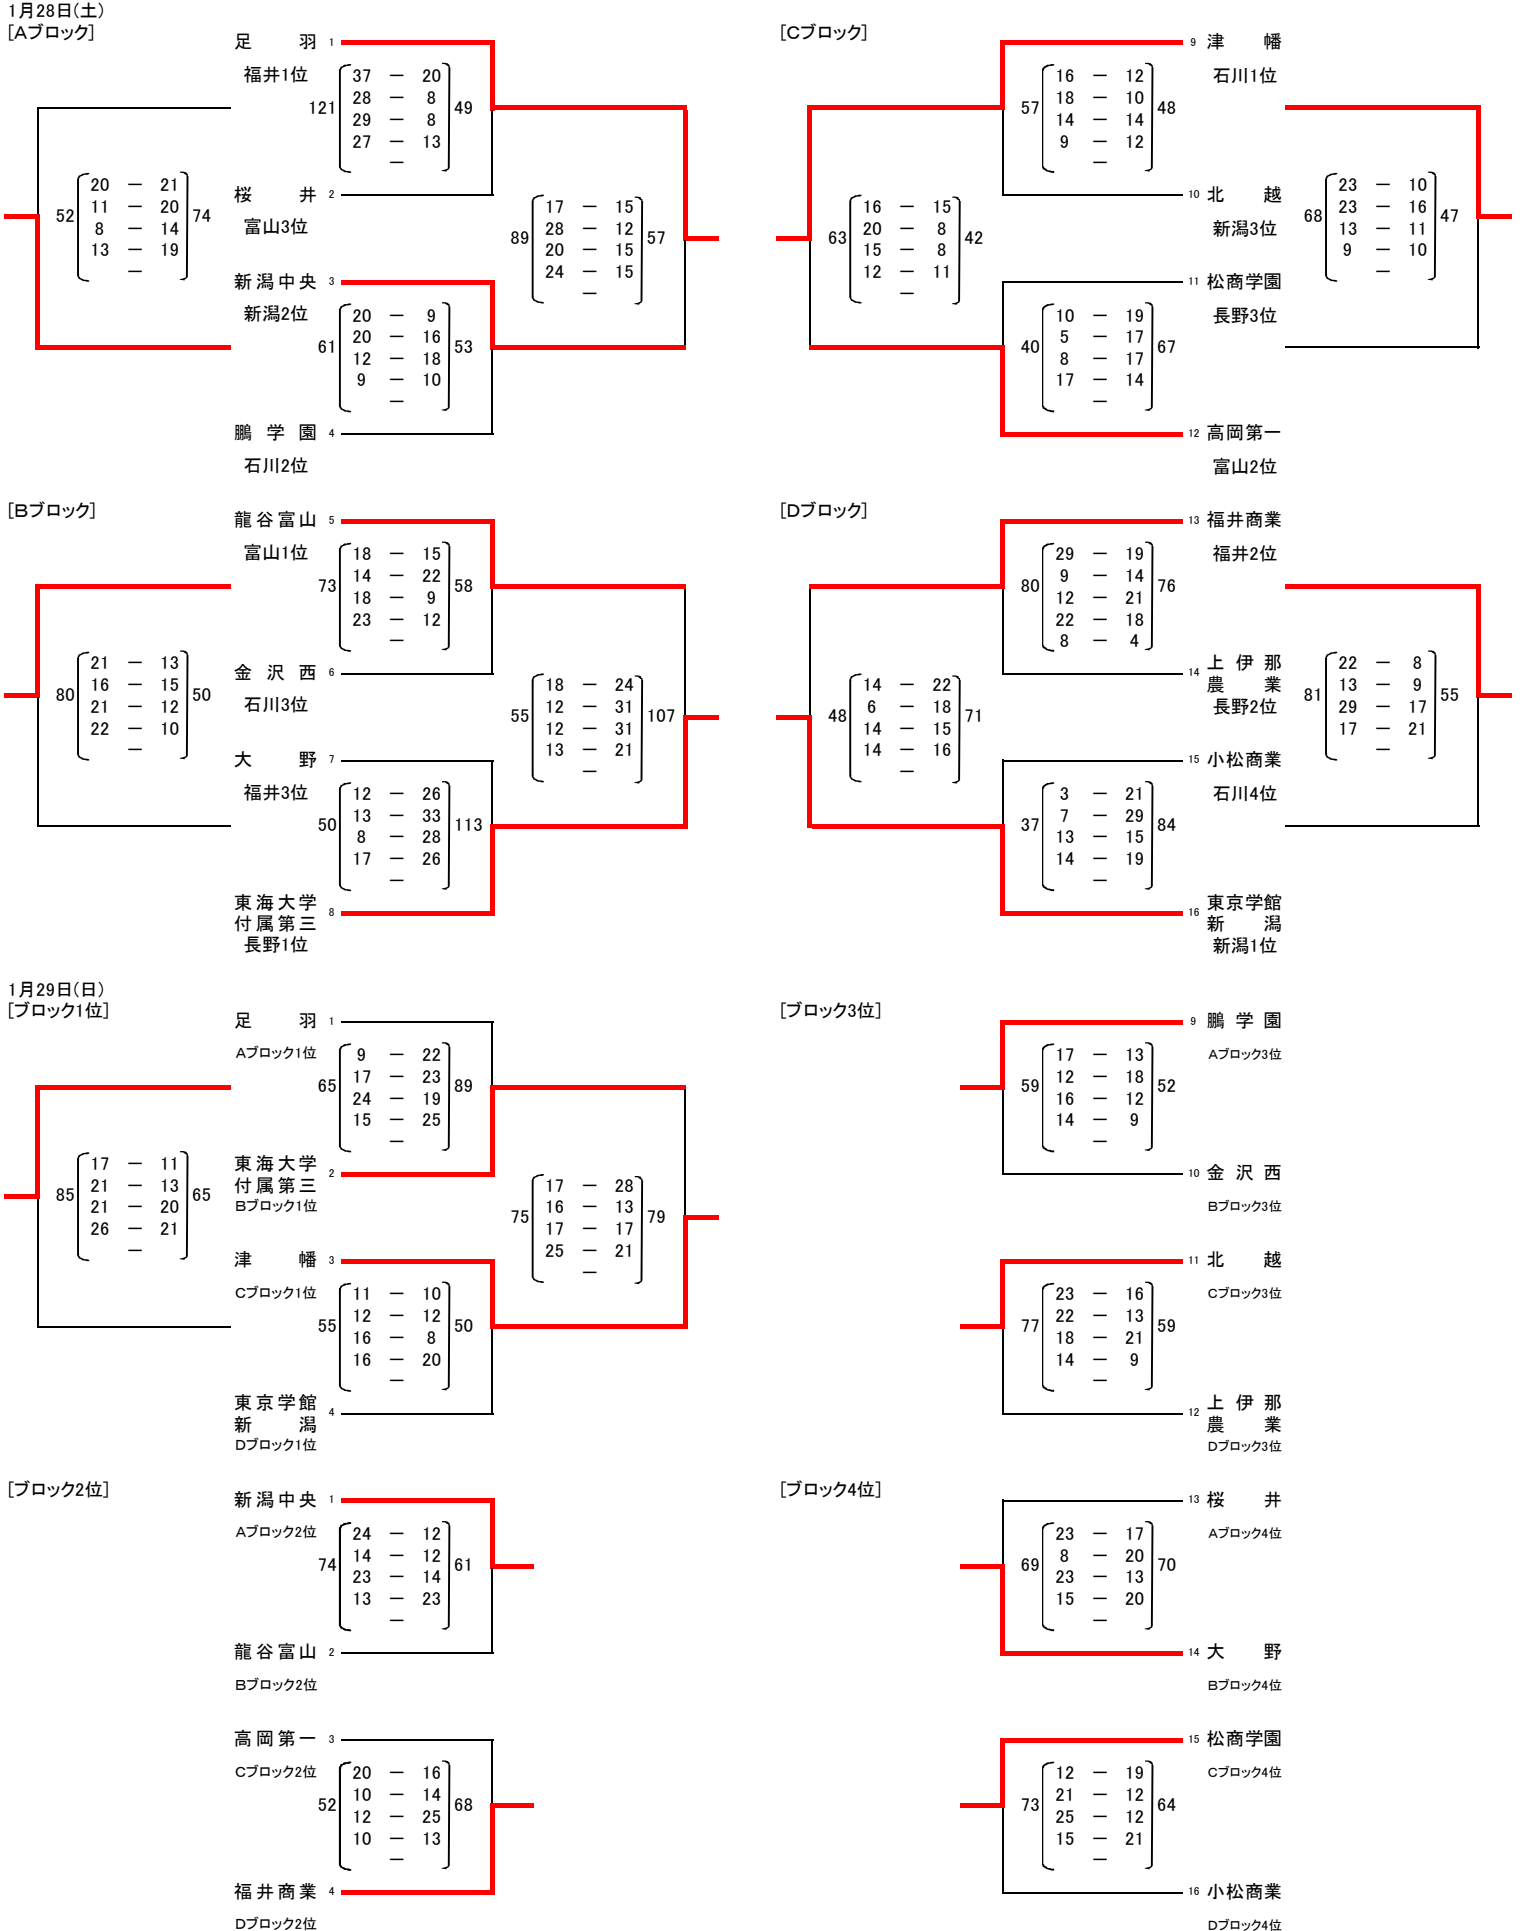 1月28日(土)
[Aブロック]
足 羽 1
福井1位
121 49
37 － 20
28 － 8
29 － 8
27 － 13
－
桜 井 2
富山3位
52 74
20 － 21
11 － 20
8 － 14
13 － 19
－
89 57
17 － 15
28 － 12
20 － 15
24 － 15
－
新潟中央 3
新潟2位
61 53
20 － 9
20 － 16
12 － 18
9 － 10
－
鵬学園 4
石川2位
[Cブロック]
9 津 幡
石川1位
57 48
16 － 12
18 － 10
14 － 14
9 － 12
－
10 北 越
新潟3位
63 42
16 － 15
20 － 8
15 － 8
12 － 11
－
68 47
23 － 10
23 － 16
13 － 11
9 － 10
－
11 松商学園
長野3位
40 67
10 － 19
5 － 17
8 － 17
17 － 14
－
12 高岡第一
富山2位
[Bブロック]
龍谷富山 5
富山1位
73 58
18 － 15
14 － 22
18 － 9
23 － 12
－
金沢西 6
石川3位
80 50
21 － 13
16 － 15
21 － 12
22 － 10
－
55 107
18 － 24
12 － 31
12 － 31
13 － 21
－
大 野 7
福井3位
50 113
12 － 26
13 － 33
8 － 28
17 － 26
－
東海大学
付属第三 8
長野1位
[Dブロック]
13 福井商業
福井2位
80 76
29 － 19
9 － 14
12 － 21
22 － 18
8 － 4
14 上伊那
農 業
長野2位
48 71
14 － 22
6 － 18
14 － 15
14 － 16
－
81 55
22 － 8
13 － 9
29 － 17
17 － 21
－
15 小松商業
石川4位
37 84
3 － 21
7 － 29
13 － 15
14 － 19
－
16 東京学館
新 潟
新潟1位
1月29日(日)
[ブロック1位]
足 羽 1
Aブロック1位
65 89
9 － 22
17 － 23
24 － 19
15 － 25
－
東海大学
付属第三 2
Bブロック1位
85 65
17 － 11
21 － 13
21 － 20
26 － 21
－
75 79
17 － 28
16 － 13
17 － 17
25 － 21
－
津 幡 3
Cブロック1位
55 50
11 － 10
12 － 12
16 － 8
16 － 20
－
東京学館
新 潟 4
Dブロック1位
[ブロック3位]
9 鵬学園
Aブロック3位
59 52
17 － 13
12 － 18
16 － 12
14 － 9
－
10 金沢西
Bブロック3位
11 北 越
Cブロック3位
77 59
23 － 16
22 － 13
18 － 21
14 － 9
－
12 上伊那
農 業
Dブロック3位
[ブロック2位]
新潟中央 1
Aブロック2位
74 61
24 － 12
14 － 12
23 － 14
13 － 23
－
龍谷富山 2
Bブロック2位
高岡第一 3
Cブロック2位
52 68
20 － 16
10 － 14
12 － 25
10 － 13
－
福井商業 4
Dブロック2位
[ブロック4位]
13 桜 井
Aブロック4位
69 70
23 － 17
8 － 20
23 － 13
15 － 20
－
14 大 野
Bブロック4位
15 松商学園
Cブロック4位
73 64
12 － 19
21 － 12
25 － 12
15 － 21
－
16 小松商業
Dブロック4位